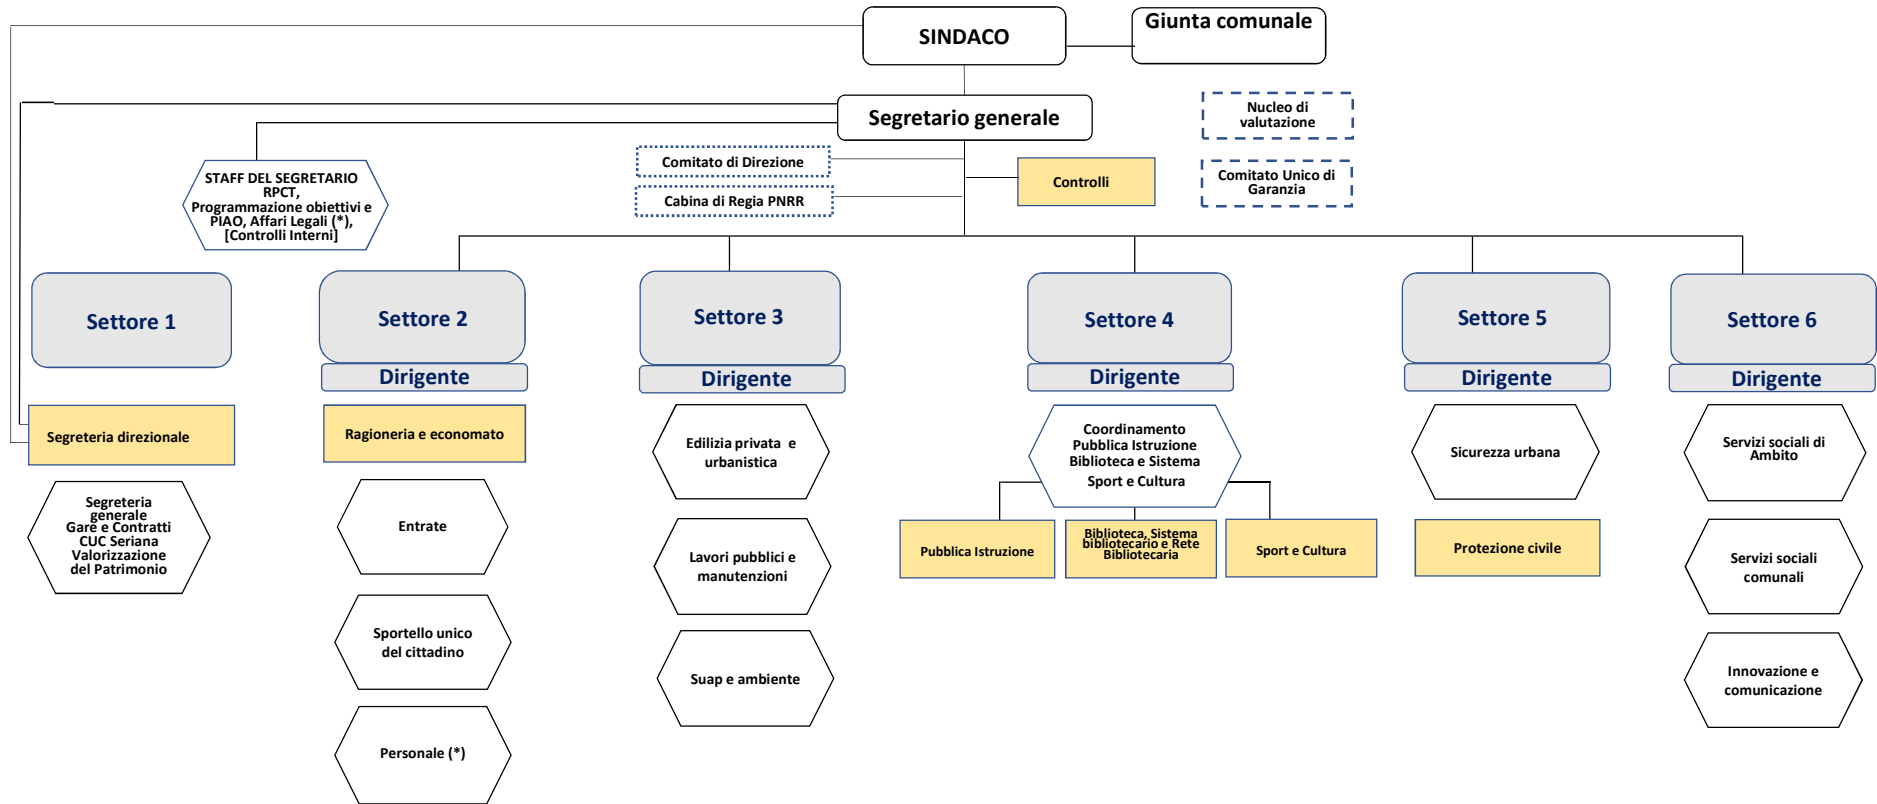 Giunta comunale
SINDACO
Segretario generale
Nucleo di
valutazione
Comitato di Direzione
Controlli
Comitato Unico di
Garanzia
Cabina di Regia PNRR
STAFF DEL SEGRETARIO
RPCT,
Programmazione obiettivi e
PIAO, Affari Legali (*),
[Controlli Interni]
Settore 1
Settore 2
Settore 3
Settore 4
Settore 5
Settore 6
Dirigente
Dirigente
Dirigente
Dirigente
Dirigente
Segreteria direzionale
Segreteria
generale
Gare e Contratti
CUC Seriana
Valorizzazione
del Patrimonio
Ragioneria e economato
Entrate
Sportello unico
del cittadino
Personale (*)
Edilizia privata e
urbanistica
Lavori pubblici e
manutenzioni
Suap e ambiente
Coordinamento
Pubblica Istruzione
Biblioteca e Sistema
Sport e Cultura
Pubblica Istruzione
Biblioteca, Sistema
bibliotecario e Rete
Bibliotecaria
Sport e Cultura
Sicurezza urbana
Protezione civile
Servizi sociali di
Ambito
Servizi sociali
comunali
Innovazione e
comunicazione